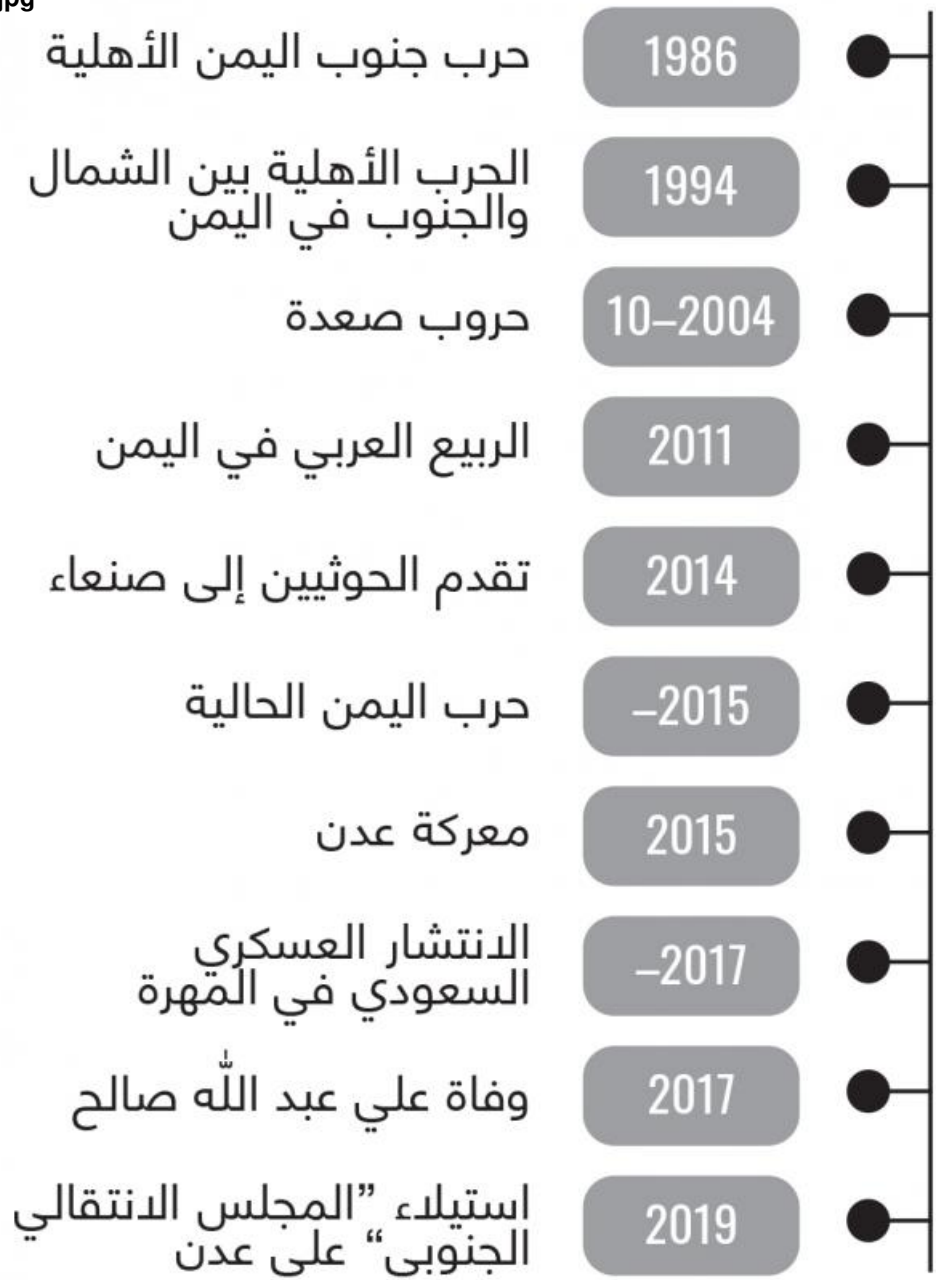 jpg
1986 حرب جنوب اليمن الأهلية
1994 الحرب الأهلية بين الشمال
والجنوب في اليمن
10–2004 حروب صعدة
2011 الربيع العربي في اليمن
2014 تقدم الحوثيين إلى صنعاء
–2015 حرب اليمن الحالية
2015 معركة عدن
–2017 الانتشار العسكري
السعودي في المهرة
2017 وفاة علي عبد الله صالح
2019 استيلاء ”المجلس الانتقالي
الجنوبي“ على عدن